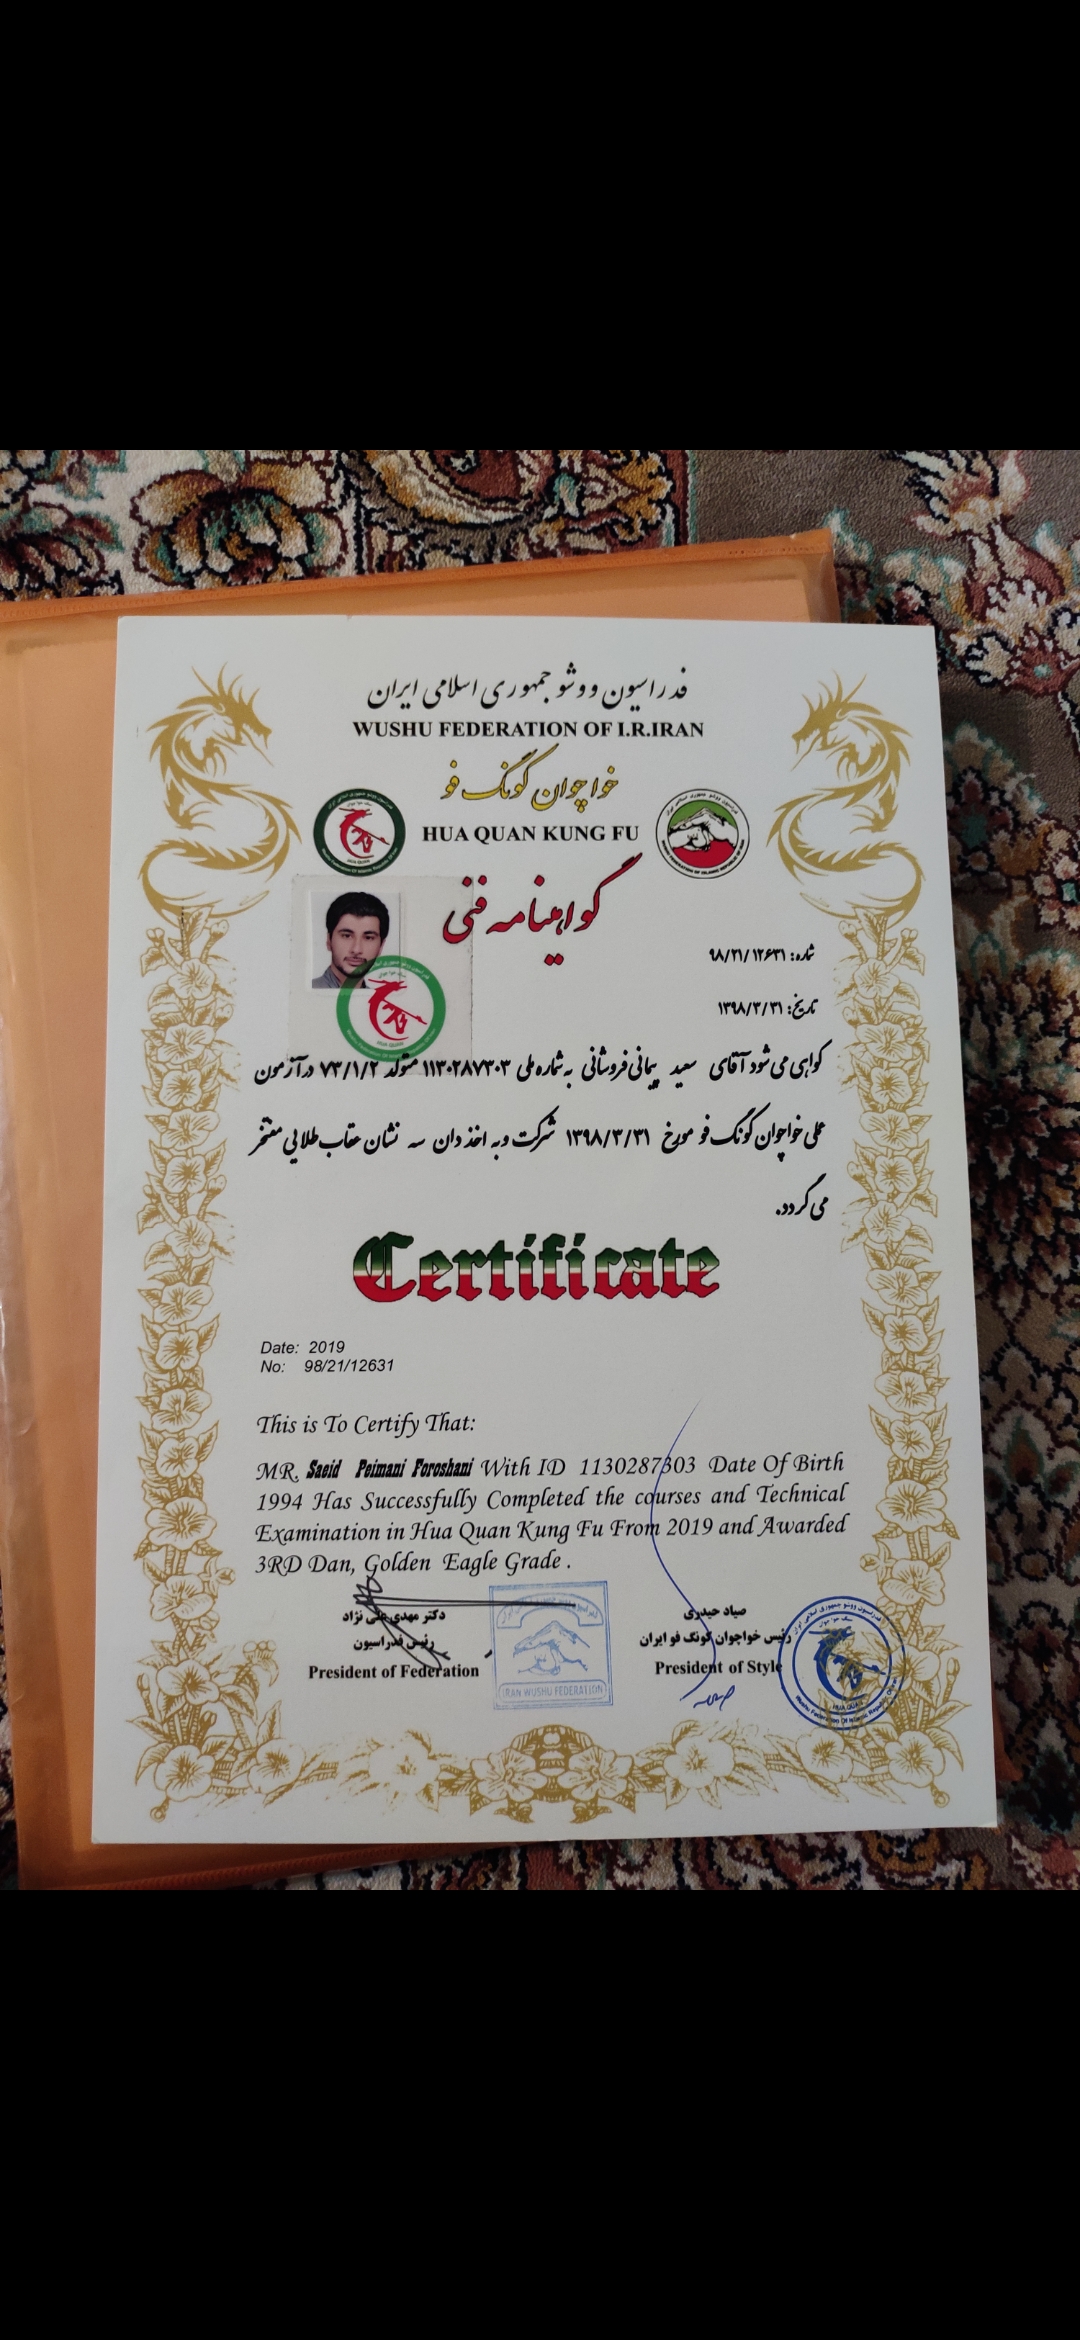 فدراسیون ووشو جمهوری اسلامی ایران
WUSHU FEDERATION OF I.R.IRAN
خواچوان کونگ فو
HUA QUAN KUNG FU
گواهینامه فنی
شماره: ۹۸/۲۱/۱۲۶۳۱
تاریخ: ۱۳۹۸/۳/۳۱
گواهی می شود آقای سعید پیمانی فروشانی به شماره ملی ۱۱۳۰۲۸۷۳۰۳ متولد ۷۳/۱/۲ در آزمون
عملی خواچوان کونگ فو مورخ ۱۳۹۸/۳/۳۱ شرکت و به اخذ دان سه نشان عقاب طلایی مفتخر
می گردد.
Certificate
Date: 2019
No: 98/21/12631
This is To Certify That:
MR. Saeid Peimani Foroshani With ID 1130287303 Date Of Birth
1994 Has Successfully Completed the courses and Technical
Examination in Hua Quan Kung Fu From 2019 and Awarded
3RD Dan, Golden Eagle Grade .
دکتر مهدی علی نژاد
رئیس فدراسیون
President of Federation
IRAN WUSHU FEDERATION
صیاد حیدری
رئیس خواچوان کونگ فو ایران
President of Style
HUA QUAN